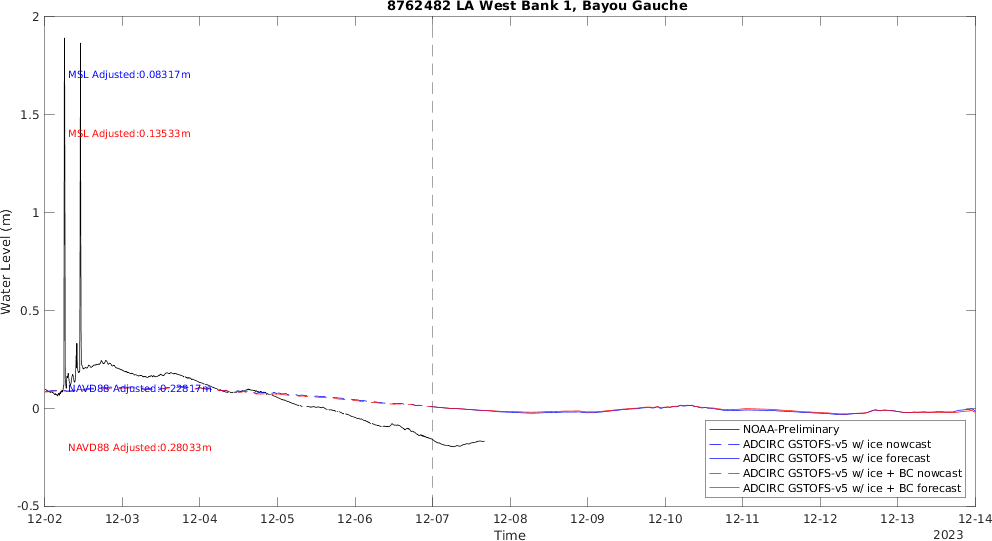 8762482 LA West Bank 1, Bayou Gauche
2
1.5
1
0.5
0
-0.5
Water Level (m)
MSL Adjusted:0.08317m
MSL Adjusted:0.13533m
NAVD88 Adjusted:0.22817m
NAVD88 Adjusted:0.28033m
NOAA-Preliminary
ADCIRC GSTOFS-v5 w/ ice nowcast
ADCIRC GSTOFS-v5 w/ ice forecast
ADCIRC GSTOFS-v5 w/ ice + BC nowcast
ADCIRC GSTOFS-v5 w/ ice + BC forecast
12-02 12-03 12-04 12-05 12-06 12-07 12-08 12-09 12-10 12-11 12-12 12-13 12-14
Time
2023